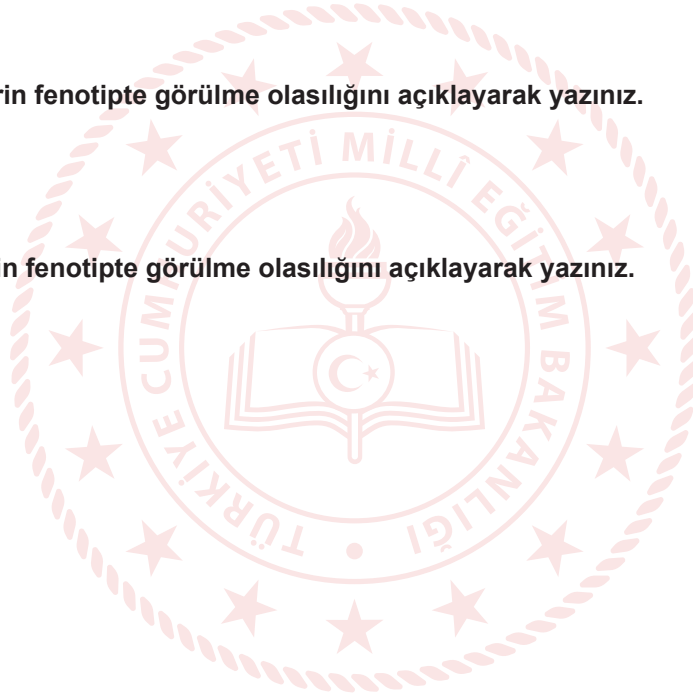 rin fenotipte görülme olasılığını açıklayarak yazınız.
in fenotipte görülme olasılığını açıklayarak yazınız.
TÜRKİYE CUMHURİYETİ MİLLÎ EĞİTİM BAKANLIĞI